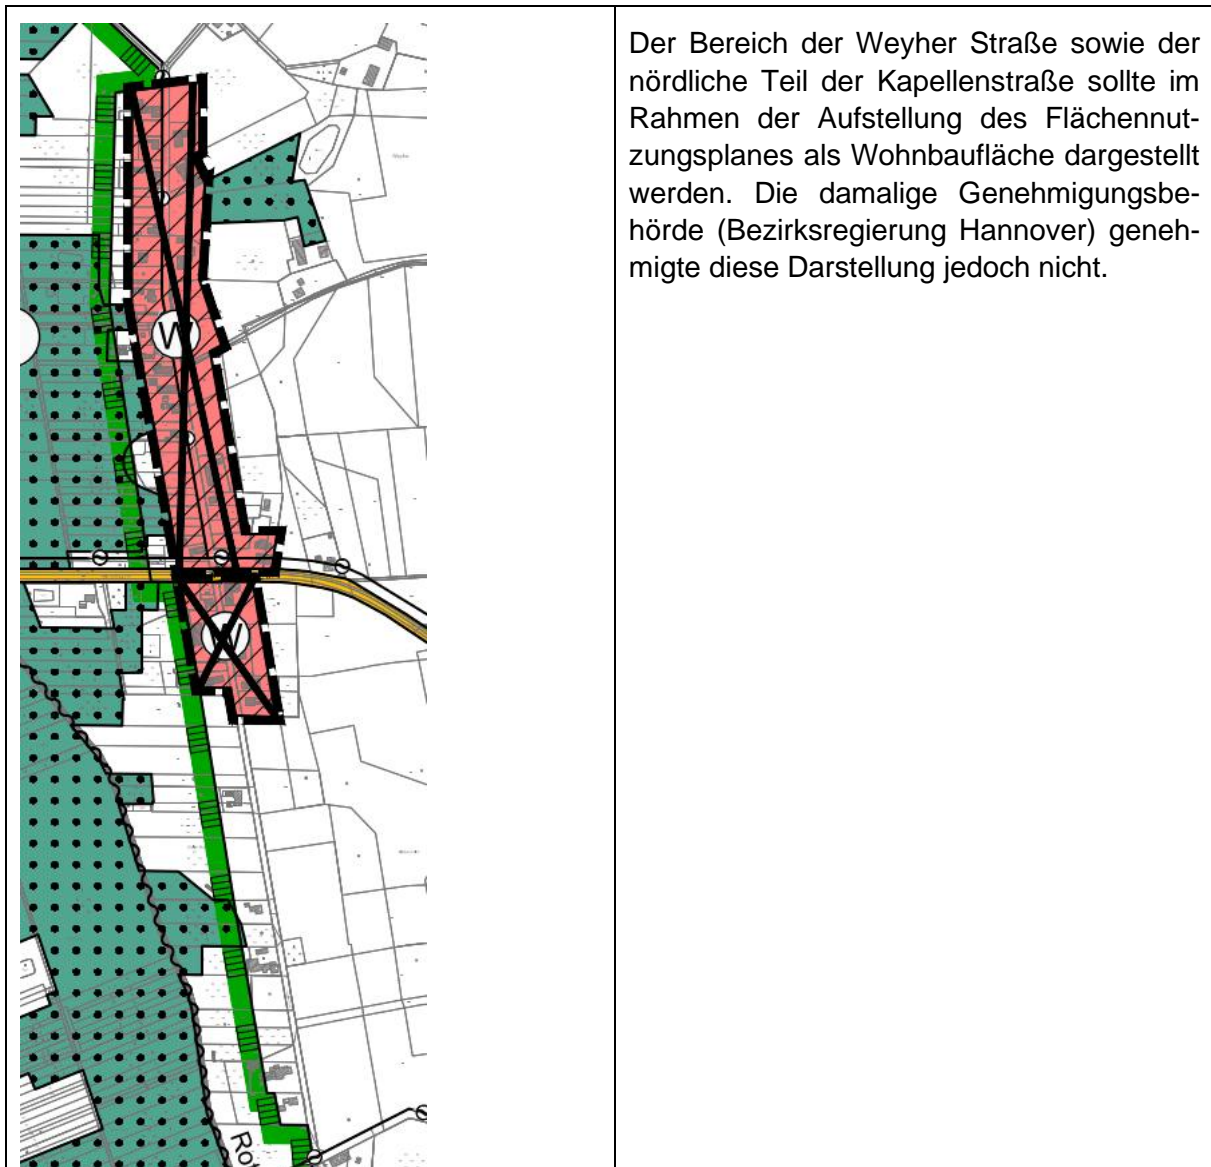 W
W
Rot
Der Bereich der Weyher Straße sowie der
nördliche Teil der Kapellenstraße sollte im
Rahmen der Aufstellung des Flächennut-
zungsplanes als Wohnbaufläche dargestellt
werden. Die damalige Genehmigungsbe-
hörde (Bezirksregierung Hannover) geneh-
migte diese Darstellung jedoch nicht.